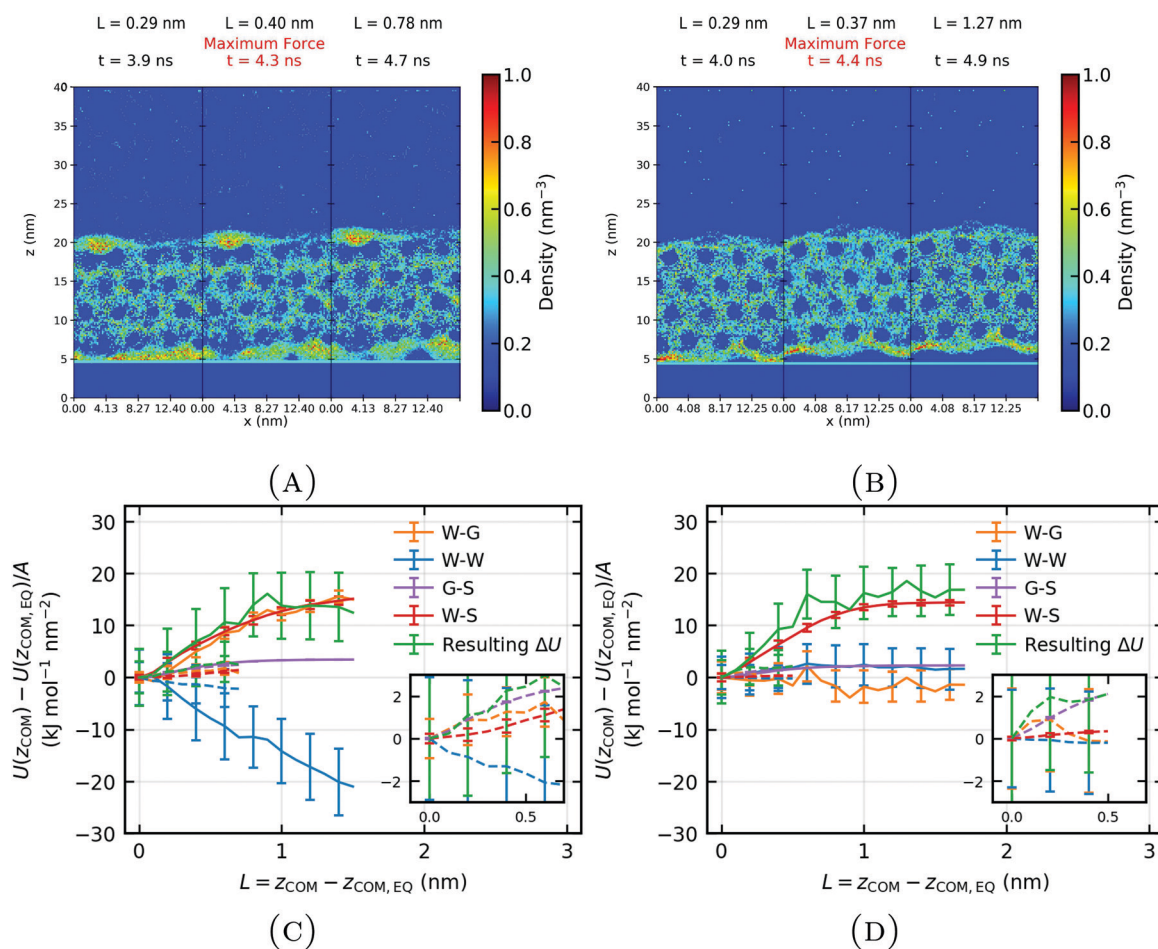 L = 0.29 nm L = 0.40 nm L = 0.78 nm
Maximum Force
t = 3.9 ns t = 4.3 ns t = 4.7 ns
40
35
30
25
20
15
10
5
0
z (nm)
0.00 4.13 8.27 12.40 0.00 4.13 8.27 12.40 0.00 4.13 8.27 12.40
x (nm)
1.0
0.8
0.6
0.4
0.2
0.0
Density (nm⁻³)
(A)
L = 0.29 nm L = 0.37 nm L = 1.27 nm
Maximum Force
t = 4.0 ns t = 4.4 ns t = 4.9 ns
40
35
30
25
20
15
10
5
0
z (nm)
0.00 4.08 8.17 12.25 0.00 4.08 8.17 12.25 0.00 4.08 8.17 12.25
x (nm)
1.0
0.8
0.6
0.4
0.2
0.0
Density (nm⁻³)
(B)
U(z_COM) − U(z_COM, EQ)/A
(kJ mol⁻¹ nm⁻²)
30
20
10
0
−10
−20
−30
W-G
W-W
G-S
W-S
Resulting ΔU
2
0
−2
0.0 0.5
0 1 2 3
L = z_COM − z_COM, EQ (nm)
(C)
U(z_COM) − U(z_COM, EQ)/A
(kJ mol⁻¹ nm⁻²)
30
20
10
0
−10
−20
−30
W-G
W-W
G-S
W-S
Resulting ΔU
2
0
−2
0.0 0.5
0 1 2 3
L = z_COM − z_COM, EQ (nm)
(D)